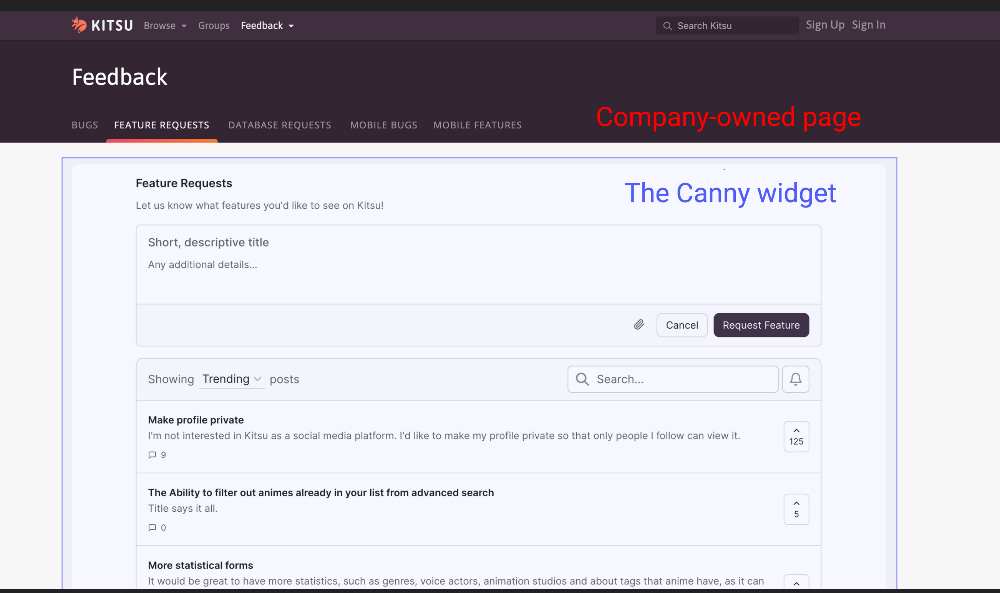 KITSU Browse Groups Feedback Search Kitsu Sign Up Sign In
Feedback
Company-owned page
BUGS FEATURE REQUESTS DATABASE REQUESTS MOBILE BUGS MOBILE FEATURES
Feature Requests
The Canny widget
Let us know what features you'd like to see on Kitsu!
Short, descriptive title
Any additional details...
Cancel Request Feature
Showing Trending posts Search...
Make profile private
I'm not interested in Kitsu as a social media platform. I'd like to make my profile private so that only people I follow can view it.
125
9
The Ability to filter out animes already in your list from advanced search
Title says it all.
5
0
More statistical forms
It would be great to have more statistics, such as genres, voice actors, animation studios and about tags that anime have, as it can